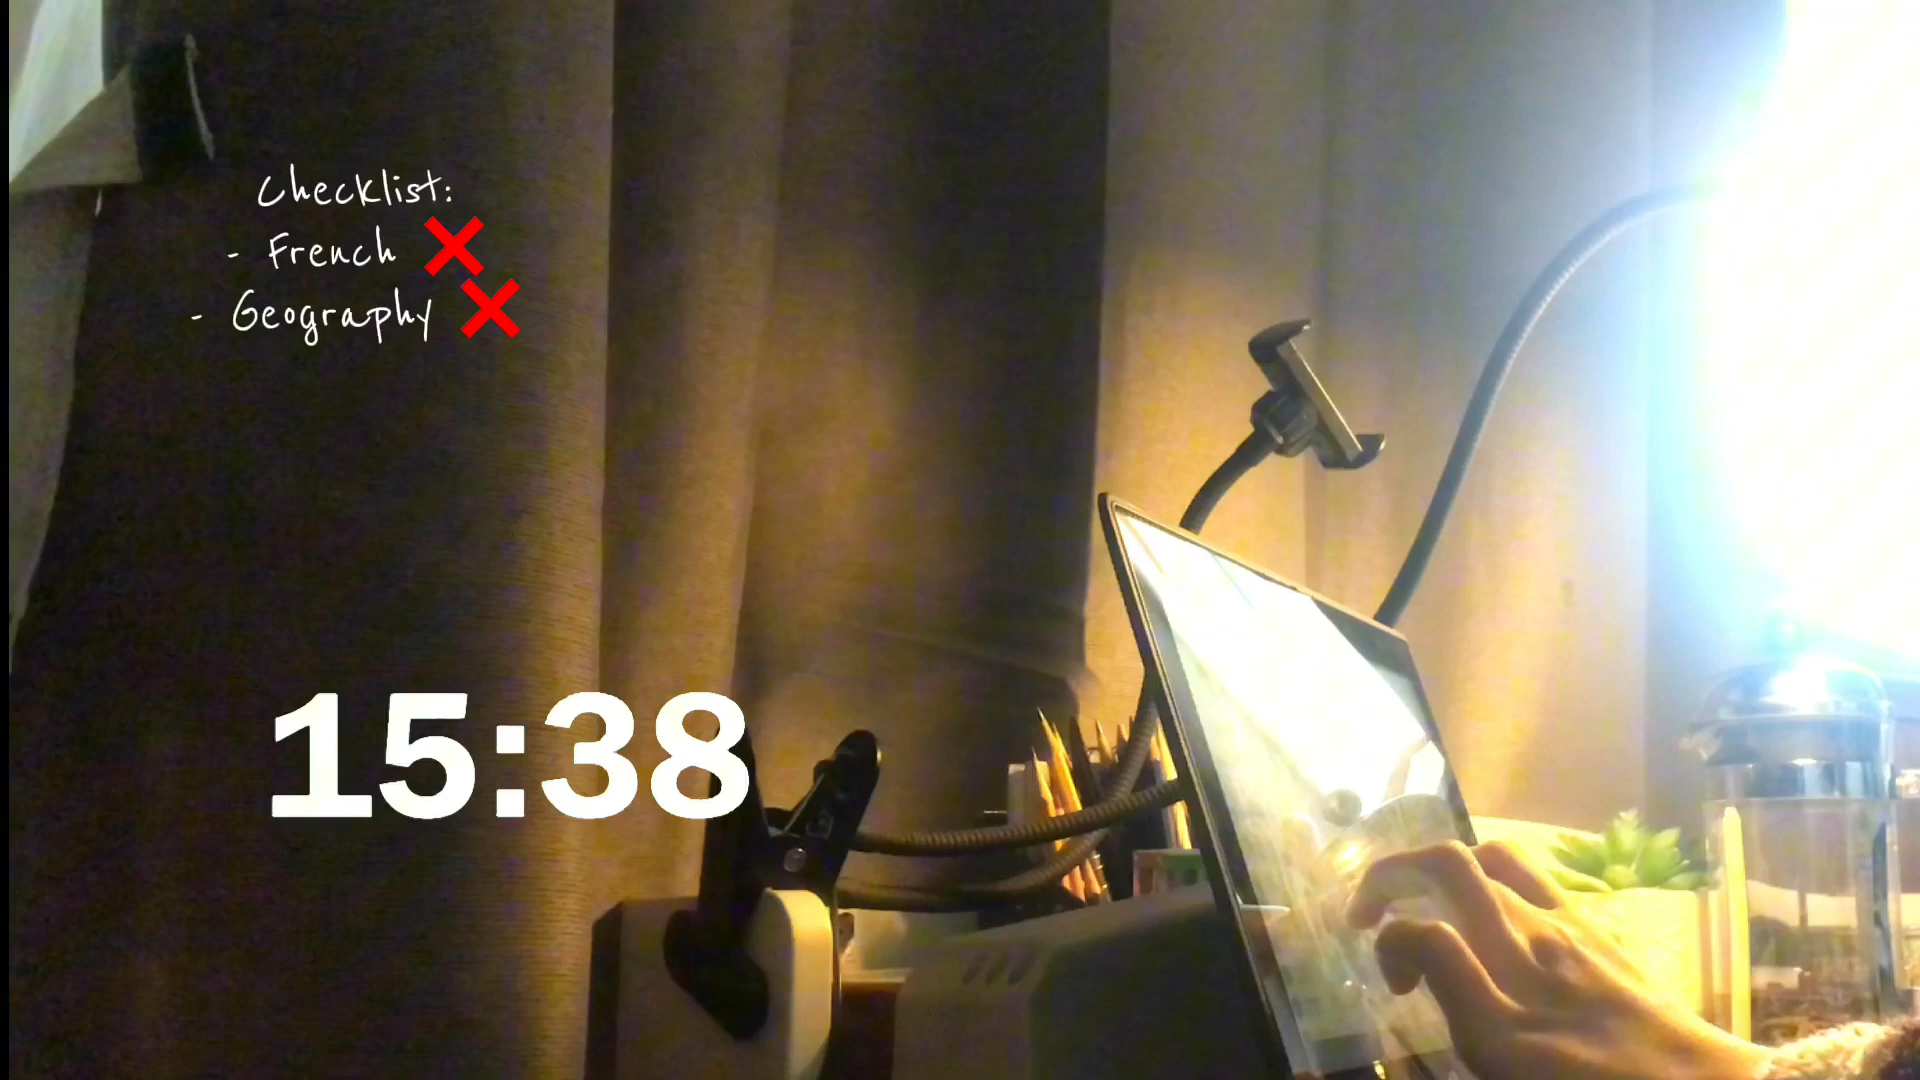 Checklist:
- French ❌
- Geography ❌
15:38